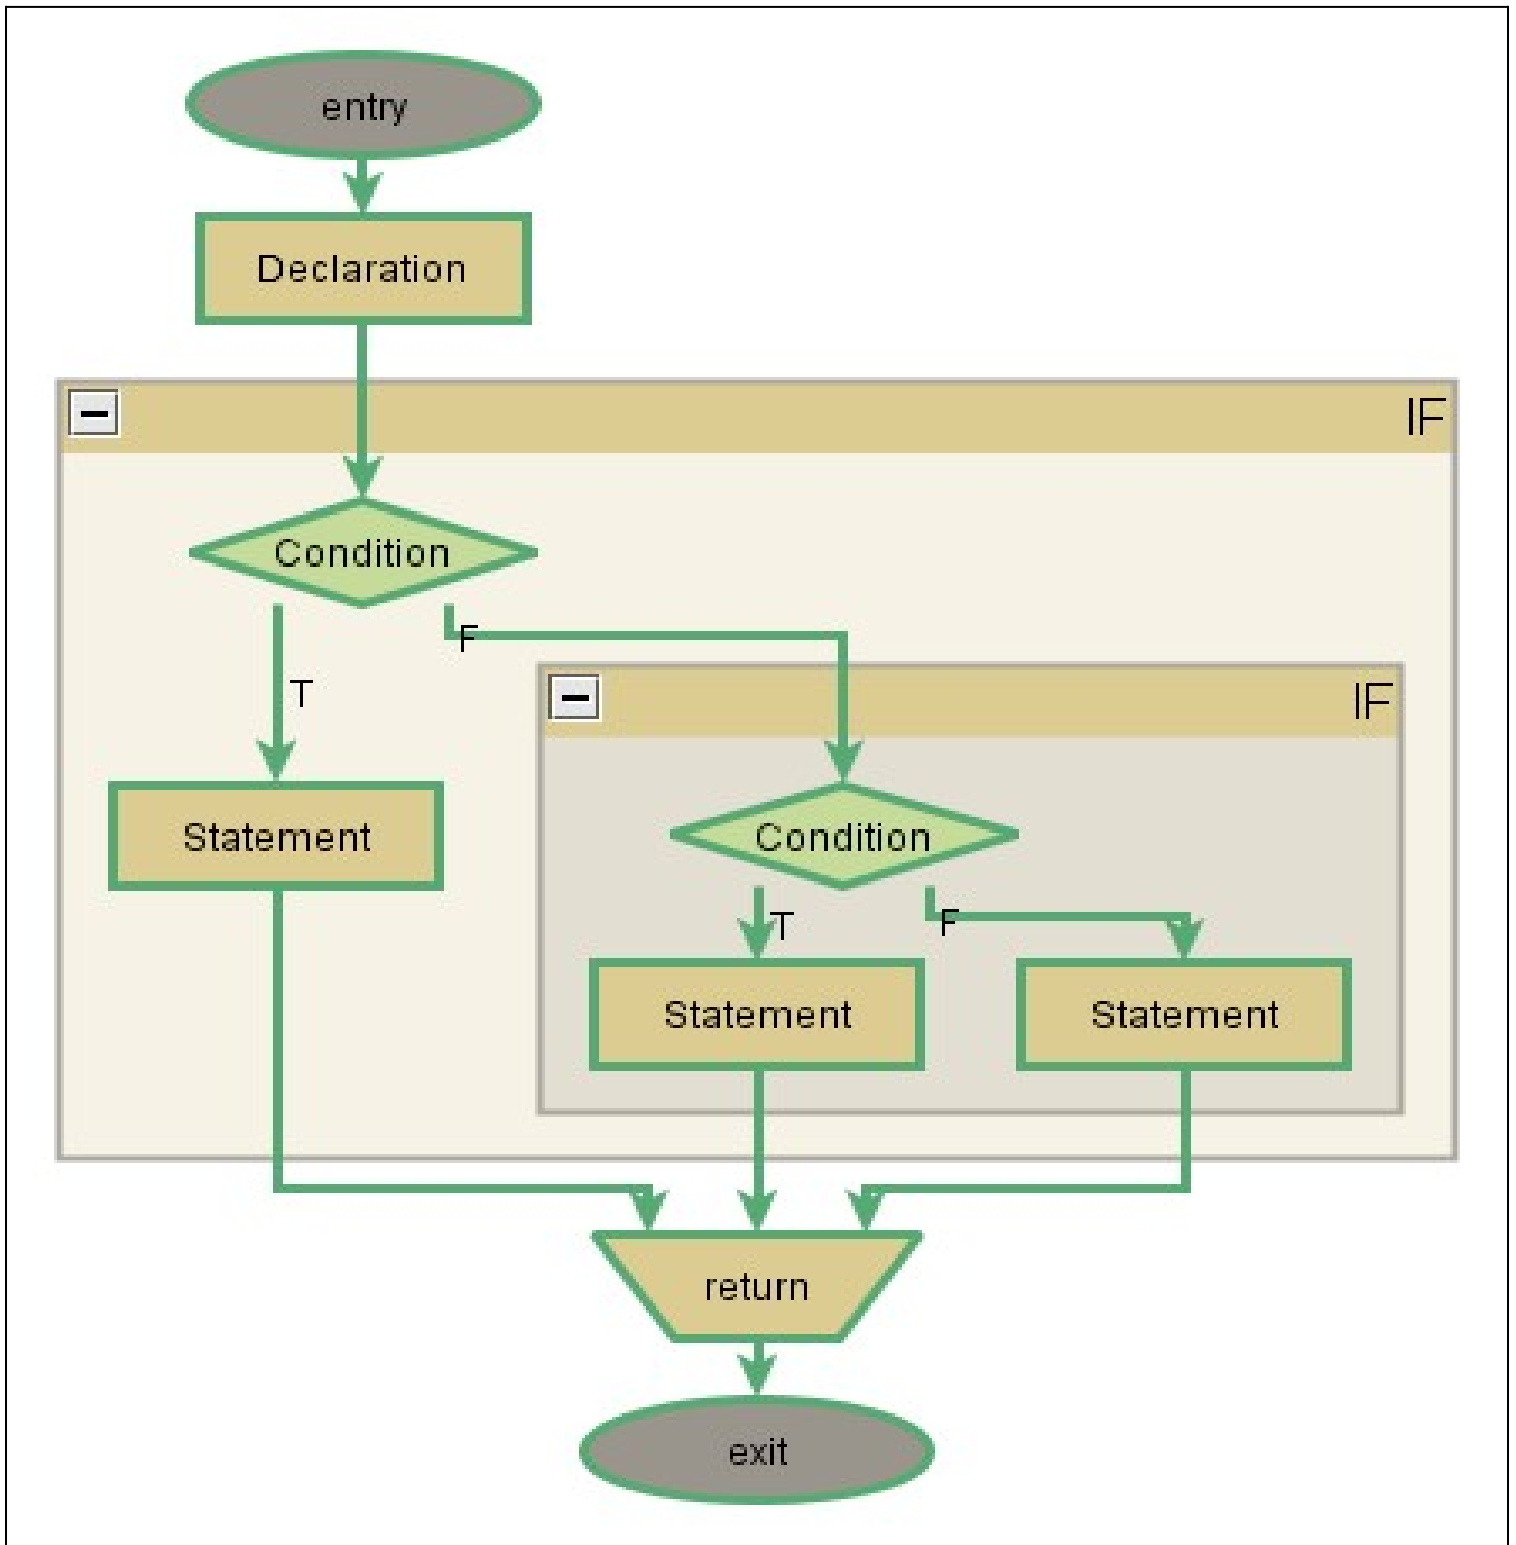 entry
Declaration
IF
Condition
F
T
IF
Statement
Condition
T
F
Statement
Statement
return
exit